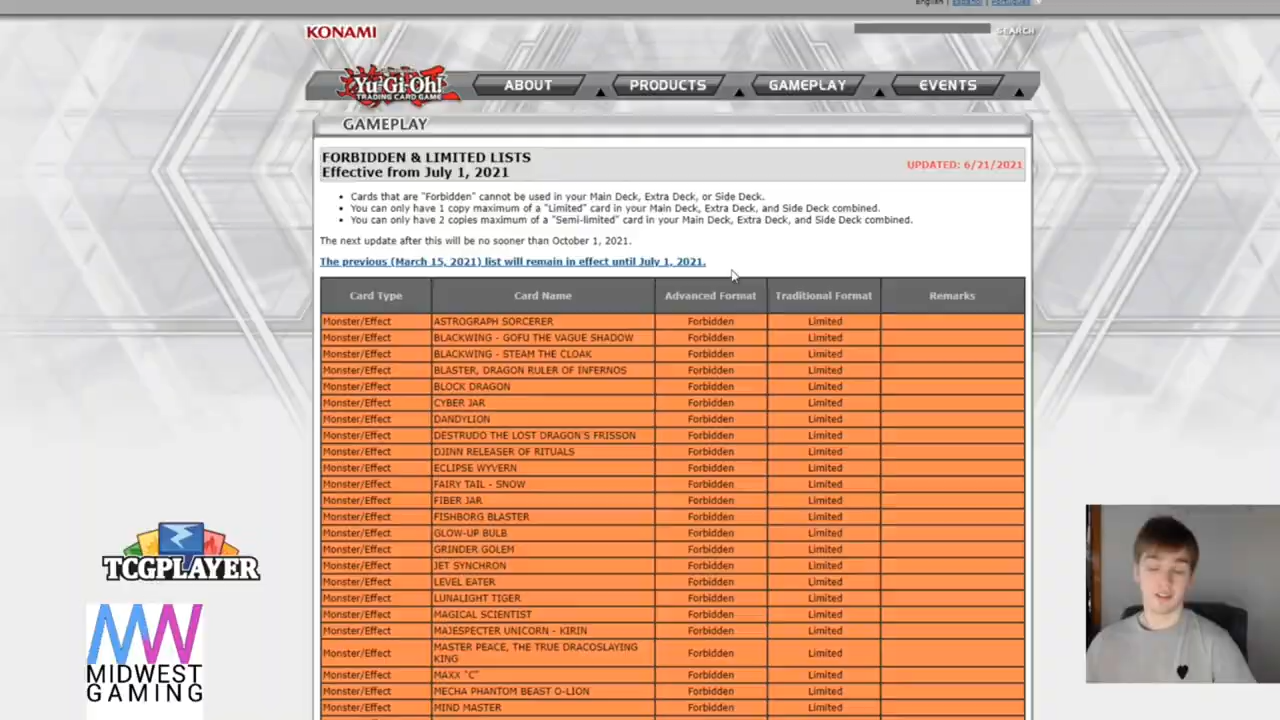 English | Español | Português
KONAMI
SEARCH
Yu-Gi-Oh!
TRADING CARD GAME
ABOUT
PRODUCTS
GAMEPLAY
EVENTS
GAMEPLAY
FORBIDDEN & LIMITED LISTS
Effective from July 1, 2021
UPDATED: 6/21/2021
• Cards that are "Forbidden" cannot be used in your Main Deck, Extra Deck, or Side Deck.
• You can only have 1 copy maximum of a "Limited" card in your Main Deck, Extra Deck, and Side Deck combined.
• You can only have 2 copies maximum of a "Semi-limited" card in your Main Deck, Extra Deck, and Side Deck combined.
The next update after this will be no sooner than October 1, 2021.
The previous (March 15, 2021) list will remain in effect until July 1, 2021.
Card Type Card Name Advanced Format Traditional Format Remarks
Monster/Effect ASTROGRAPH SORCERER Forbidden Limited
Monster/Effect BLACKWING - GOFU THE VAGUE SHADOW Forbidden Limited
Monster/Effect BLACKWING - STEAM THE CLOAK Forbidden Limited
Monster/Effect BLASTER, DRAGON RULER OF INFERNOS Forbidden Limited
Monster/Effect BLOCK DRAGON Forbidden Limited
Monster/Effect CYBER JAR Forbidden Limited
Monster/Effect DANDYLION Forbidden Limited
Monster/Effect DESTRUDO THE LOST DRAGON'S FRISSON Forbidden Limited
Monster/Effect DJINN RELEASER OF RITUALS Forbidden Limited
Monster/Effect ECLIPSE WYVERN Forbidden Limited
Monster/Effect FAIRY TAIL - SNOW Forbidden Limited
Monster/Effect FIBER JAR Forbidden Limited
Monster/Effect FISHBORG BLASTER Forbidden Limited
Monster/Effect GLOW-UP BULB Forbidden Limited
Monster/Effect GRINDER GOLEM Forbidden Limited
Monster/Effect JET SYNCHRON Forbidden Limited
Monster/Effect LEVEL EATER Forbidden Limited
Monster/Effect LUNALIGHT TIGER Forbidden Limited
Monster/Effect MAGICAL SCIENTIST Forbidden Limited
Monster/Effect MAJESPECTER UNICORN - KIRIN Forbidden Limited
Monster/Effect MASTER PEACE, THE TRUE DRACOSLAYING KING Forbidden Limited
Monster/Effect MAXX "C" Forbidden Limited
Monster/Effect MECHA PHANTOM BEAST O-LION Forbidden Limited
Monster/Effect MIND MASTER Forbidden Limited
TCGPLAYER
MIDWEST
GAMING